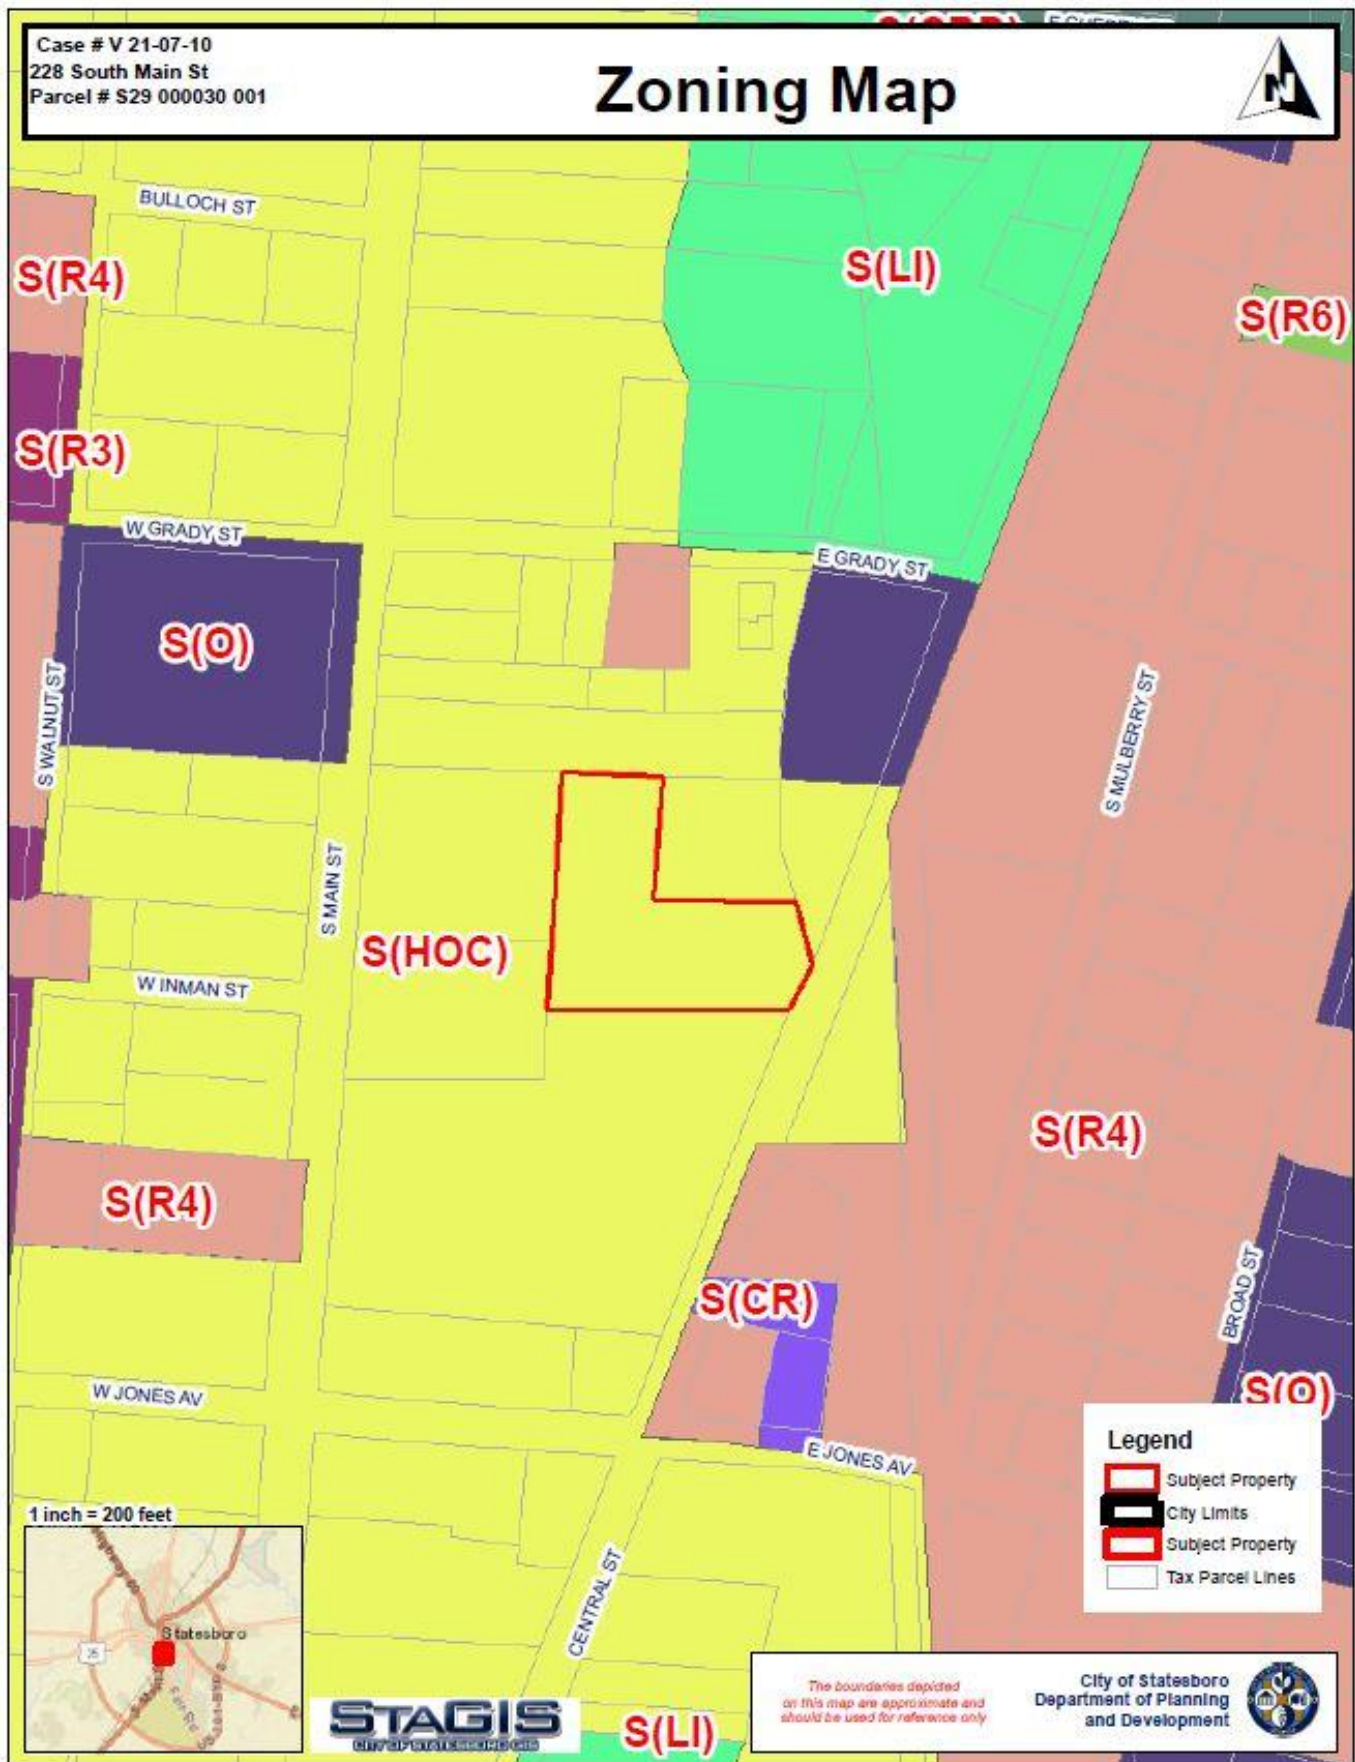 Case # V 21-07-10
228 South Main St
Parcel # S29 000030 001
Zoning Map
N
BULLOCH ST
S(LI)
S(R4)
S(R6)
S(R3)
W GRADY ST
E GRADY ST
S(O)
S WALNUT ST
S MULBERRY ST
S MAIN ST
S(HOC)
W INMAN ST
S(R4)
S(R4)
S(CR)
BROAD ST
W JONES AV
S(O)
E JONES AV
Legend
Subject Property
City Limits
Subject Property
Tax Parcel Lines
1 inch = 200 feet
Statesboro
CENTRAL ST
STAGIS
CITY OF STATESBORO GIS
S(LI)
The boundaries depicted
on this map are approximate and
should be used for reference only
City of Statesboro
Department of Planning
and Development